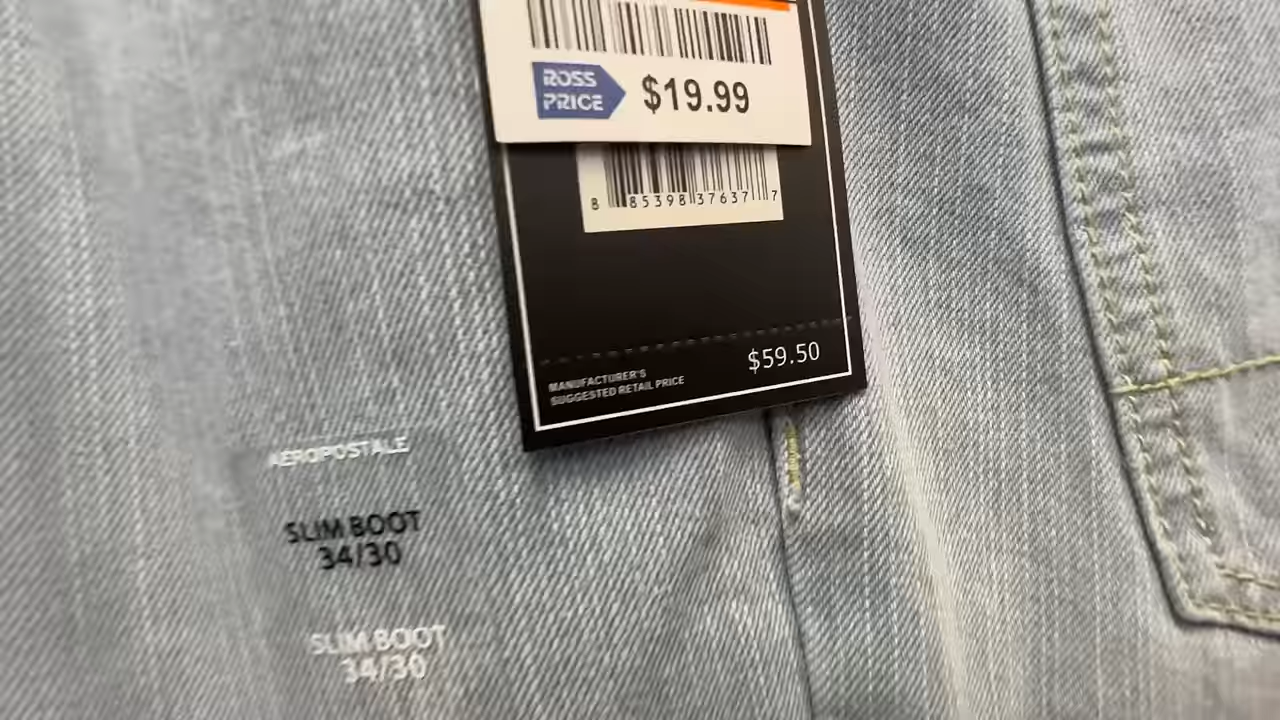 ROSS
PRICE
$19.99
8 85398 37637 7
$59.50
MANUFACTURER'S
SUGGESTED RETAIL PRICE
AEROPOSTALE
SLIM BOOT
34/30
SLIM BOOT
34/30